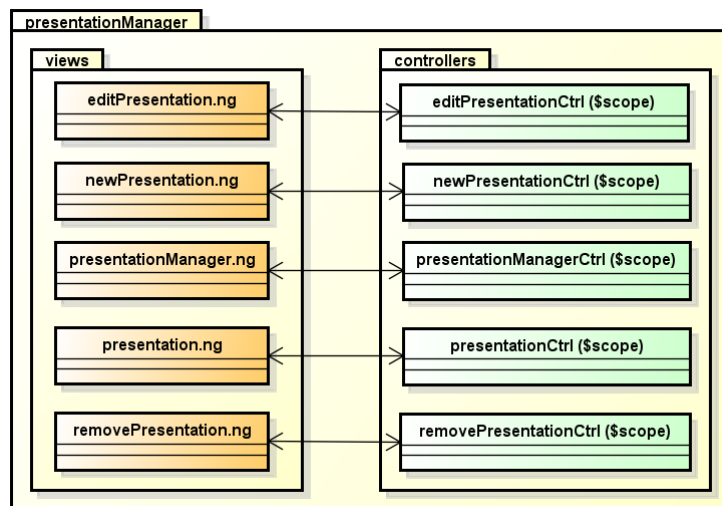 presentationManager
views
controllers
editPresentation.ng
editPresentationCtrl ($scope)
newPresentation.ng
newPresentationCtrl ($scope)
presentationManager.ng
presentationManagerCtrl ($scope)
presentation.ng
presentationCtrl ($scope)
removePresentation.ng
removePresentationCtrl ($scope)